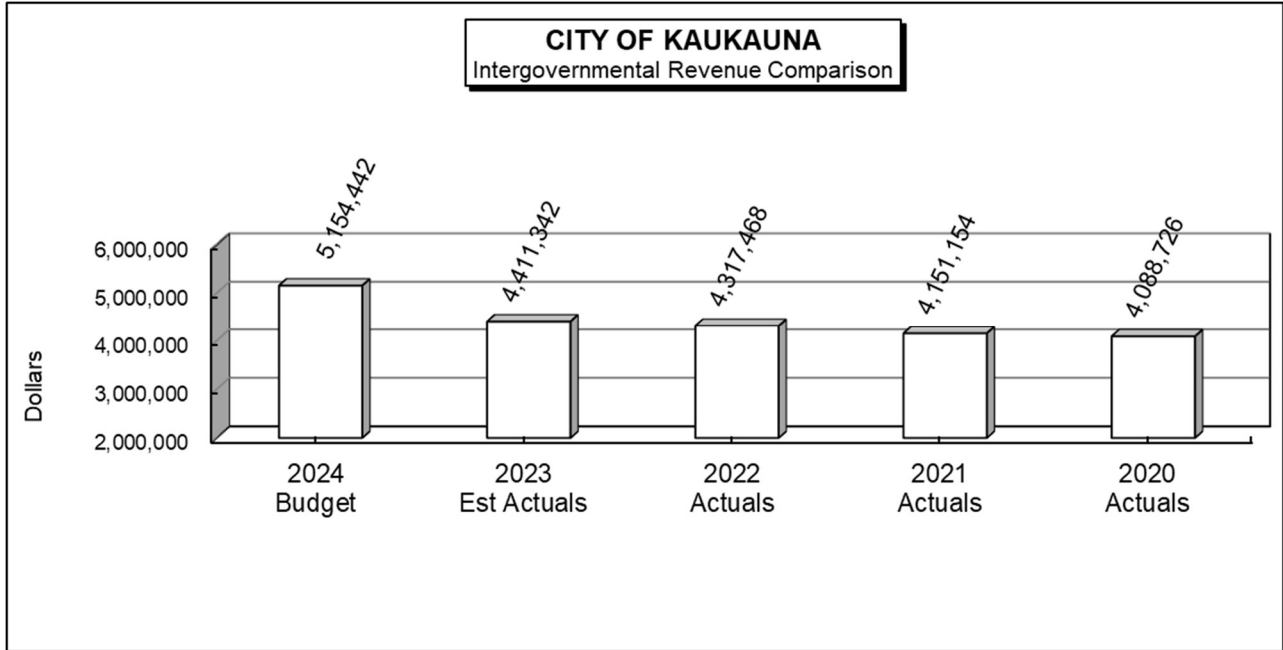 CITY OF KAUKAUNA
Intergovernmental Revenue Comparison
5,154,442
4,411,342
4,317,468
4,151,154
4,088,726
6,000,000
5,000,000
4,000,000
3,000,000
2,000,000
Dollars
2024
Budget
2023
Est Actuals
2022
Actuals
2021
Actuals
2020
Actuals